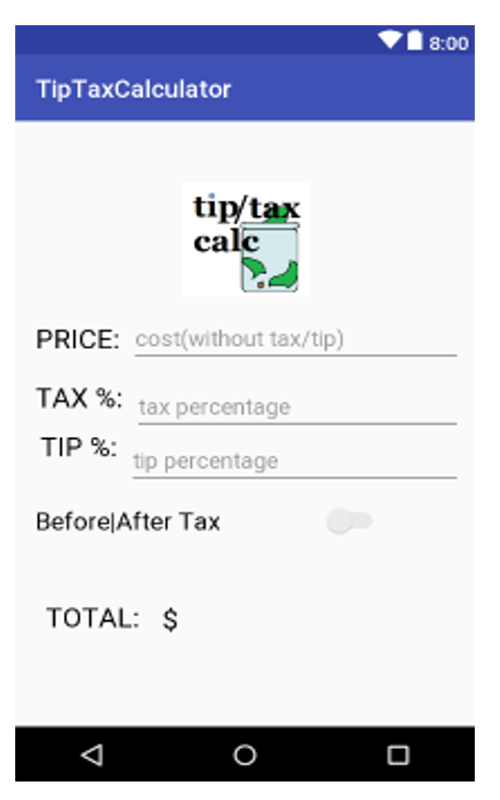 8:00
TipTaxCalculator
tip/tax
calc
PRICE: cost(without tax/tip)
TAX %: tax percentage
TIP %: tip percentage
Before|After Tax
TOTAL: $